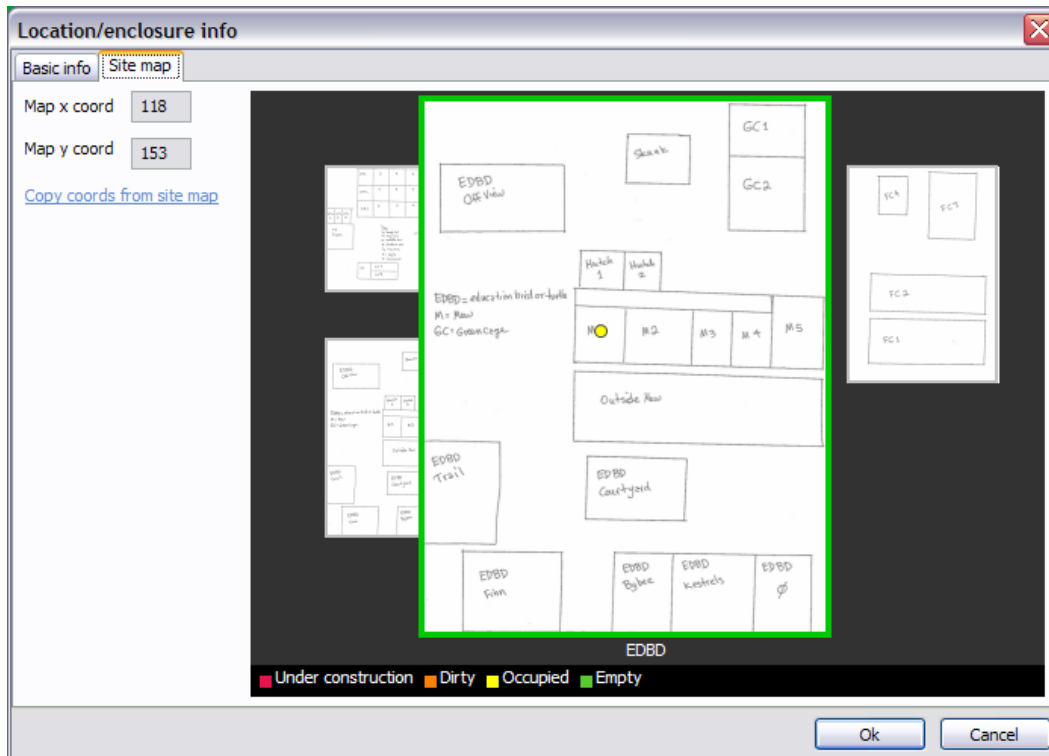 Location/enclosure info
Basic info
Site map
Map x coord 118
Map y coord 153
Copy coords from site map
GC1
Skunk
EDBD
Off View
GC2
Hutch
1
Hutch
2
EDBD = education bird or turtle
M = Mew
GC = Green Cage
M2
M3
M4
M5
Outside Mew
EDBD
Trail
EDBD
Courtyard
EDBD
Finn
EDBD
Bybee
EDBD
Kestrels
EDBD
Ø
FC4
FC3
FC2
FC1
EDBD
Under construction
Dirty
Occupied
Empty
Ok
Cancel